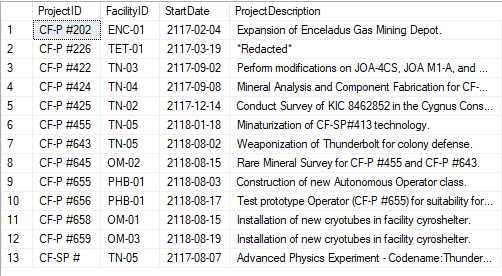 ProjectID FacilityID StartDate ProjectDescription
1 CF-P #202 ENC-01 2117-02-04 Expansion of Enceladus Gas Mining Depot.
2 CF-P #226 TET-01 2117-03-19 *Redacted*
3 CF-P #422 TN-03 2117-09-02 Perform modifications on JOA-4CS, JOA M1-A, and ...
4 CF-P #424 TN-04 2117-09-08 Mineral Analysis and Component Fabrication for CF-...
5 CF-P #425 TN-02 2117-12-14 Conduct Survey of KIC 8462852 in the Cygnus Cons...
6 CF-P #455 TN-05 2118-01-18 Minaturization of CF-SP#413 technology.
7 CF-P #643 TN-05 2118-08-02 Weaponization of Thunderbolt for colony defense.
8 CF-P #645 OM-02 2118-08-15 Rare Mineral Survey for CF-P #455 and CF-P #643.
9 CF-P #655 PHB-01 2118-08-03 Construction of new Autonomous Operator class.
10 CF-P #656 PHB-01 2118-08-17 Test prototype Operator (CF-P #655) for suitability for...
11 CF-P #658 OM-01 2118-08-15 Installation of new cryotubes in facility cyroshelter.
12 CF-P #659 OM-03 2118-08-19 Installation of new cryotubes in facility cyroshelter.
13 CF-SP # TN-05 2117-08-07 Advanced Physics Experiment - Codename:Thunder...